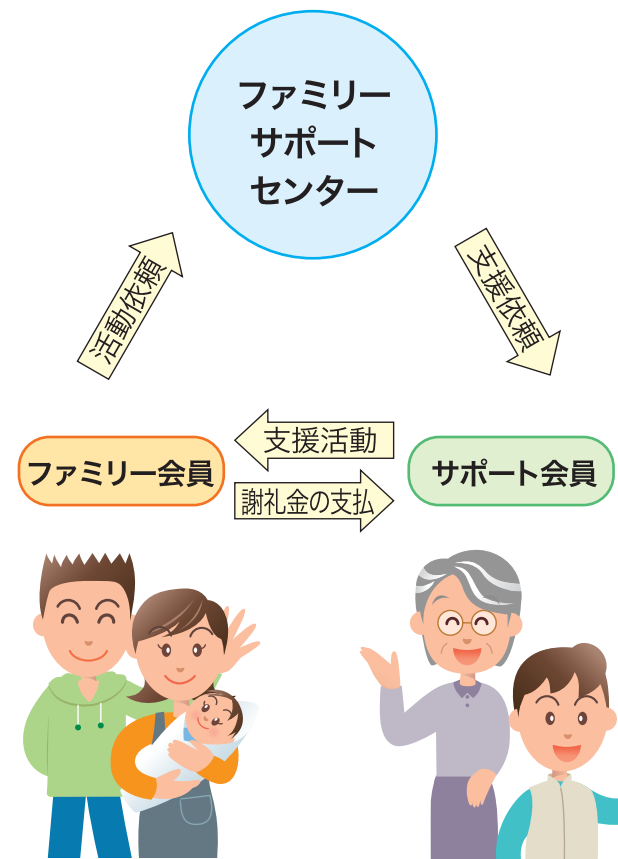 ファミリー
サポート
センター
活動依頼
支援依頼
支援活動
ファミリー会員
サポート会員
謝礼金の支払